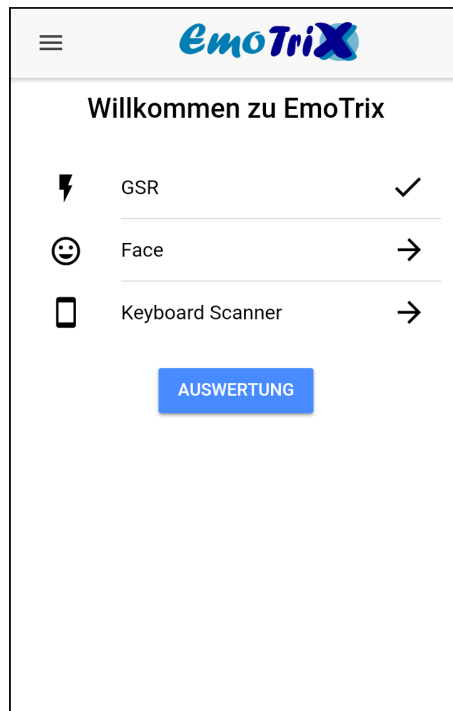 EmoTriX
Willkommen zu EmoTrix
GSR
Face
Keyboard Scanner
AUSWERTUNG